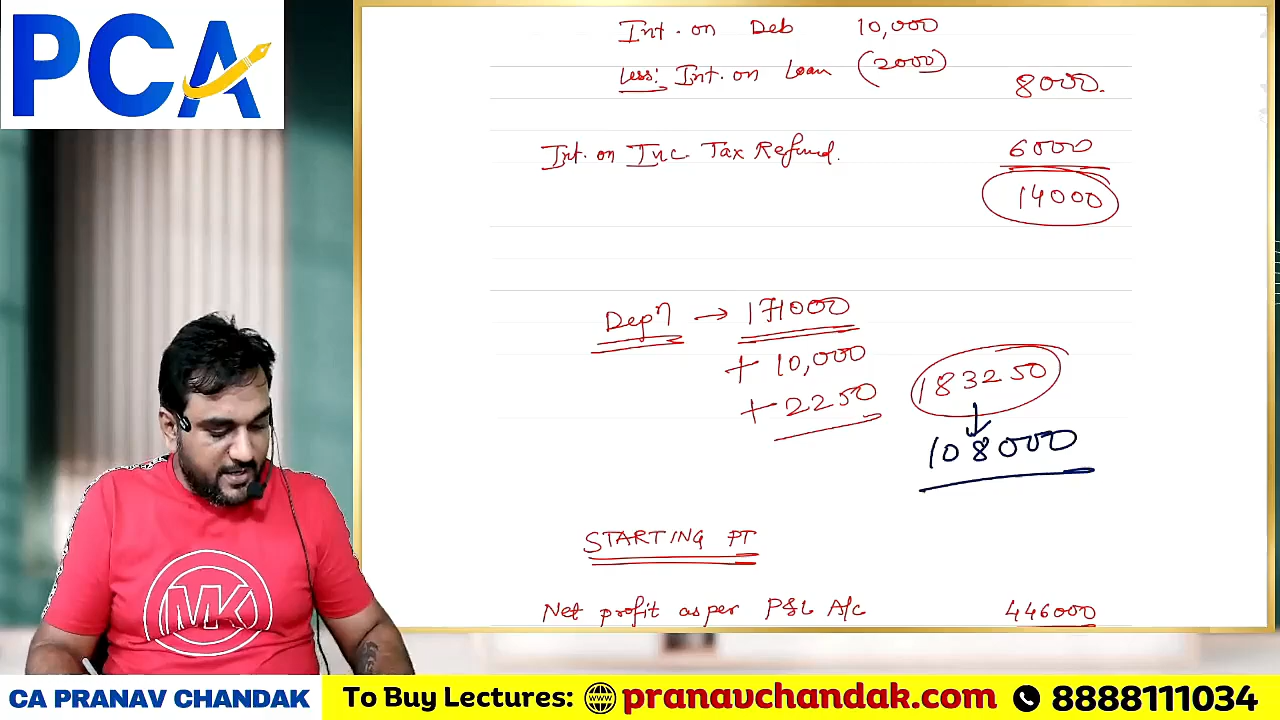 PCA
Int. on Deb 10,000
Less: Int. on Loan (2000)
8000.
Int. on Inc. Tax Refund. 6000
14000
Depn → 171000
+ 10,000
+ 2250
183250
108000
STARTING PT
Net profit as per P&L A/c 446000
MK
CA PRANAV CHANDAK
To Buy Lectures: pranavchandak.com 8888111034